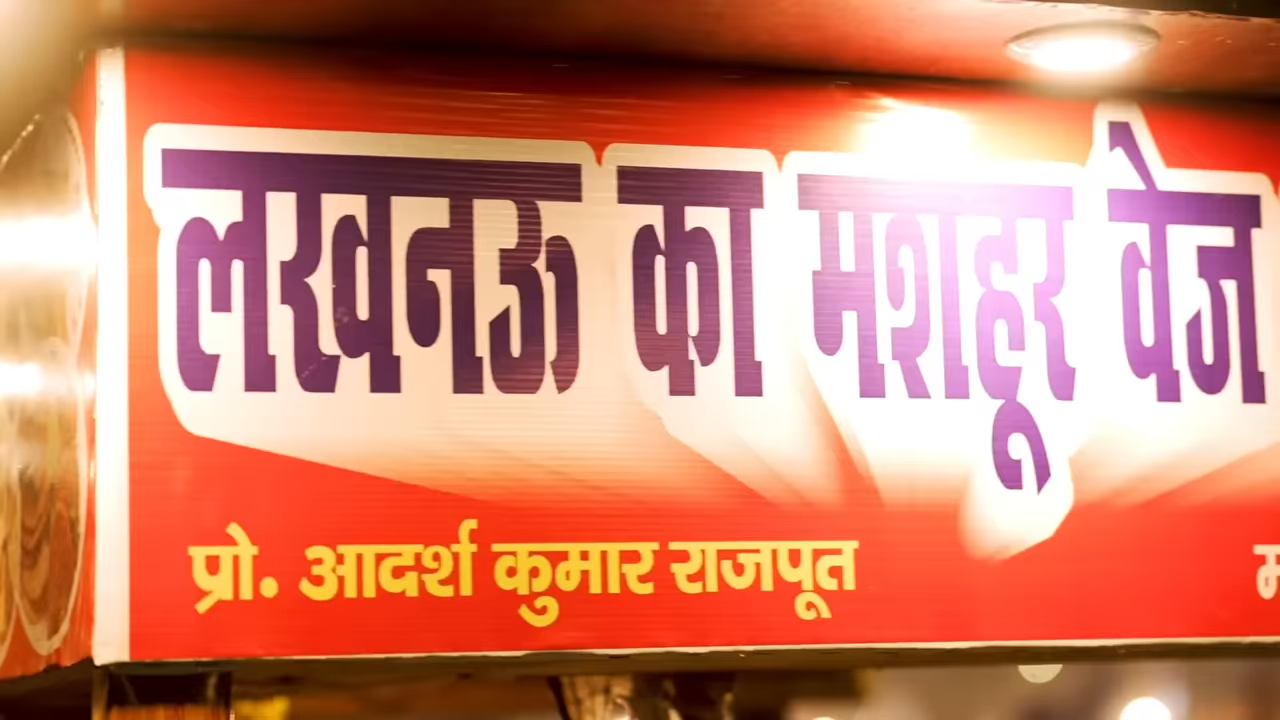 लखनऊ का मशहूर वेज
प्रो. आदर्श कुमार राजपूत